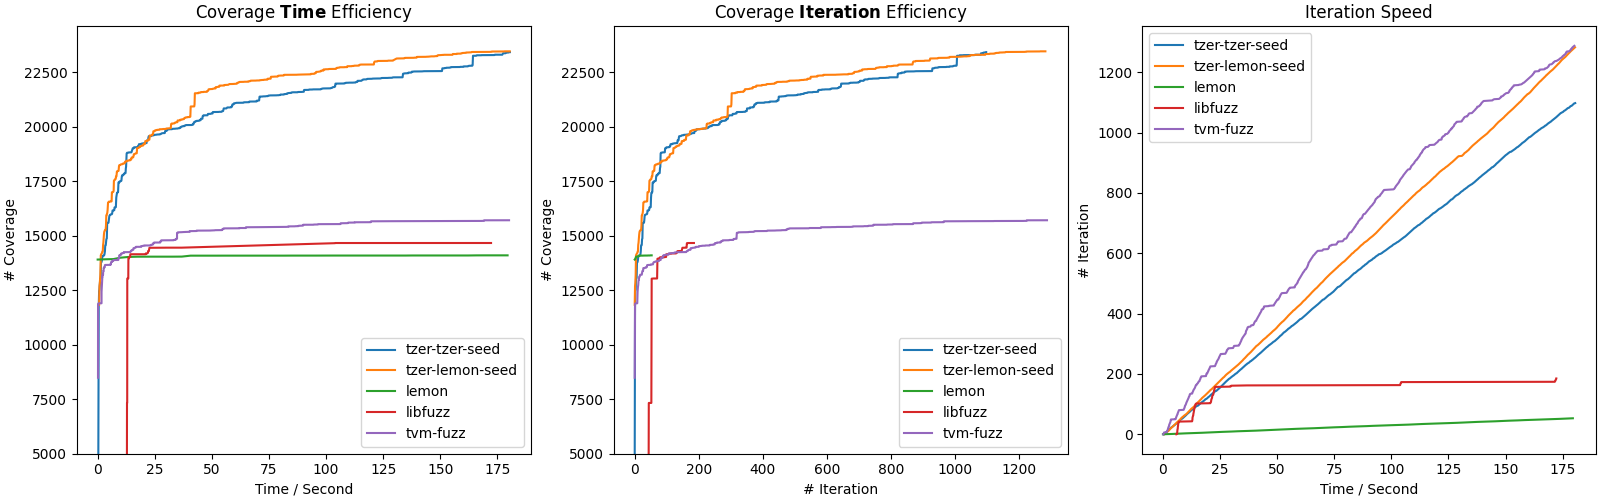 Coverage Time Efficiency
# Coverage
22500
20000
17500
15000
12500
10000
7500
5000
0
25
50
75
100
125
150
175
Time / Second
tzer-tzer-seed
tzer-lemon-seed
lemon
libfuzz
tvm-fuzz
Coverage Iteration Efficiency
# Coverage
22500
20000
17500
15000
12500
10000
7500
5000
0
200
400
600
800
1000
1200
# Iteration
tzer-tzer-seed
tzer-lemon-seed
lemon
libfuzz
tvm-fuzz
Iteration Speed
# Iteration
1200
1000
800
600
400
200
0
0
25
50
75
100
125
150
175
Time / Second
tzer-tzer-seed
tzer-lemon-seed
lemon
libfuzz
tvm-fuzz